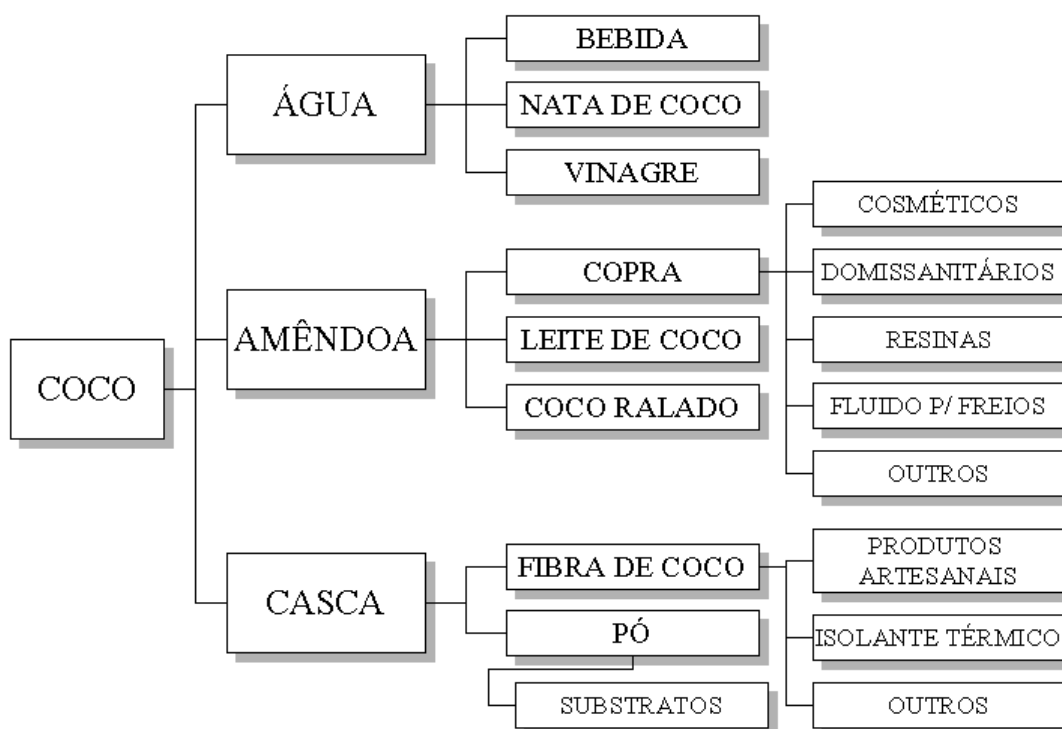 COCO
ÁGUA
BEBIDA
NATA DE COCO
VINAGRE
AMÊNDOA
COPRA
COSMÉTICOS
DOMISSANITÁRIOS
RESINAS
FLUIDO P/ FREIOS
OUTROS
LEITE DE COCO
COCO RALADO
CASCA
FIBRA DE COCO
PRODUTOS
ARTESANAIS
ISOLANTE TÉRMICO
OUTROS
PÓ
SUBSTRATOS